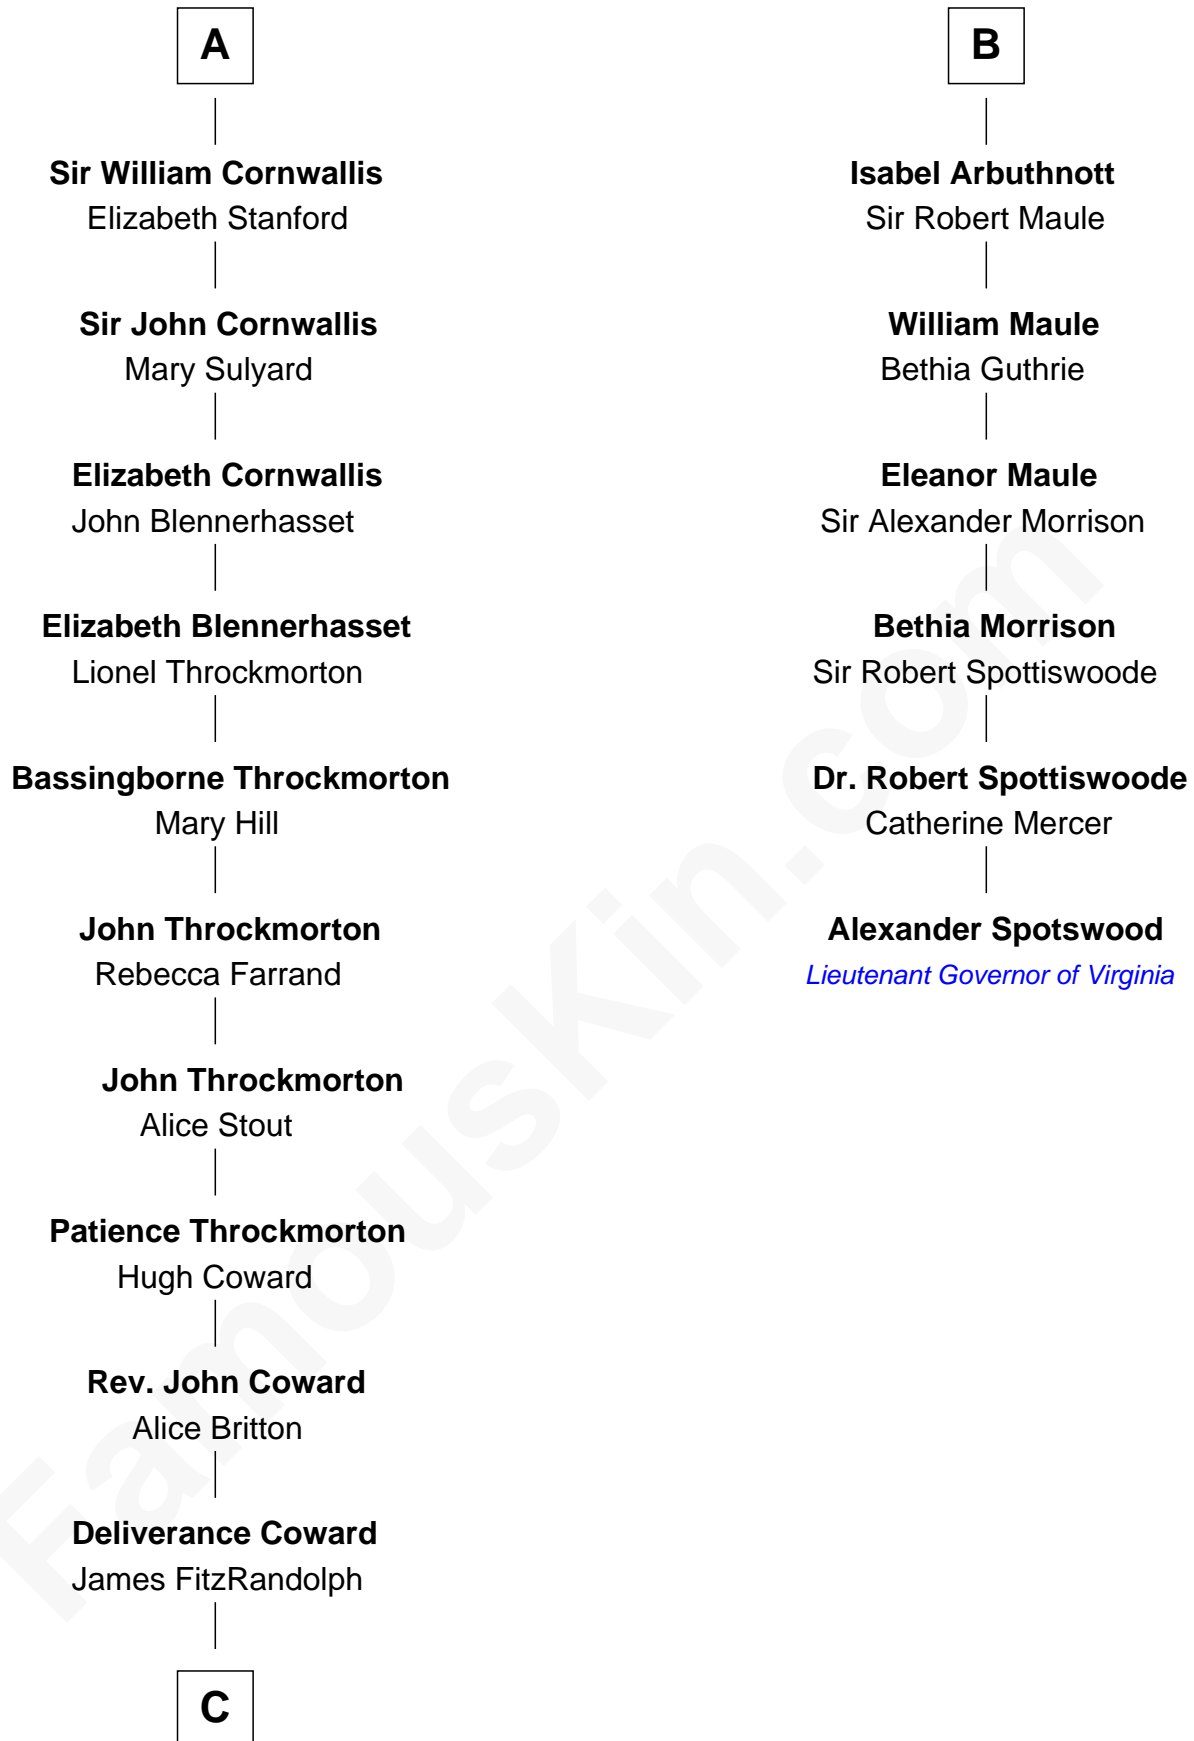 A
Sir William Cornwallis
Elizabeth Stanford
Sir John Cornwallis
Mary Sulyard
Elizabeth Cornwallis
John Blennerhasset
Elizabeth Blennerhasset
Lionel Throckmorton
Bassingborne Throckmorton
Mary Hill
John Throckmorton
Rebecca Farrand
John Throckmorton
Alice Stout
Patience Throckmorton
Hugh Coward
Rev. John Coward
Alice Britton
Deliverance Coward
James FitzRandolph
C
B
Isabel Arbuthnott
Sir Robert Maule
William Maule
Bethia Guthrie
Eleanor Maule
Sir Alexander Morrison
Bethia Morrison
Sir Robert Spottiswoode
Dr. Robert Spottiswoode
Catherine Mercer
Alexander Spotswood
Lieutenant Governor of Virginia
FamousKin.com